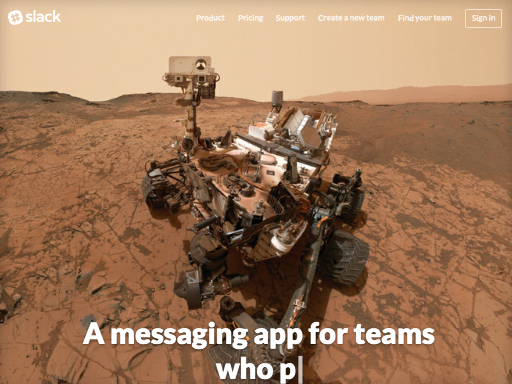 slack
Product Pricing Support Create a new team Find your team Sign in
A messaging app for teams
who p